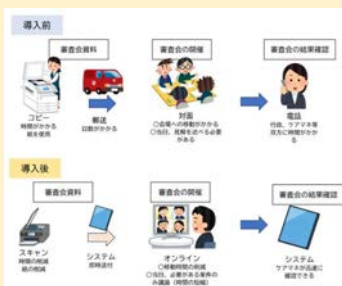 導入前
審査会資料
審査会の開催
審査会の結果確認
コピー
時間がかかる
紙を使用
郵送
日数がかかる
対面
○会場への移動がかかる
○当日、見解を述べる必要
がある
電話
行政、ケアマネ等
双方に時間がかか
る
導入後
審査会資料
審査会の開催
審査会の結果確認
スキャン
時間の削減
紙の削減
システム
即時送付
オンライン
○移動時間の削減
○当日、必要がある案件の
み議論(時間の短縮)
システム
ケアマネが迅速に
確認できる